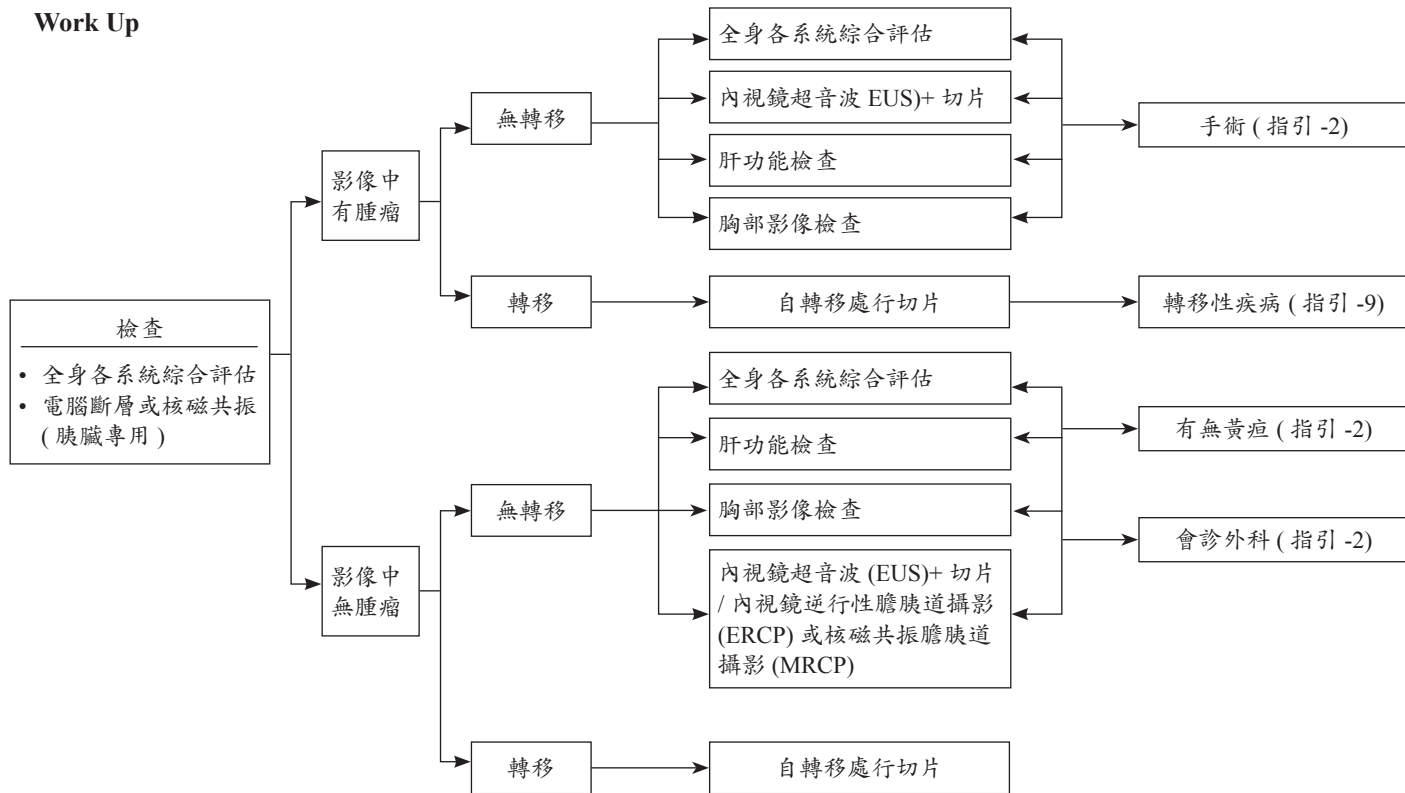 Work Up
檢查
• 全身各系統綜合評估
• 電腦斷層或核磁共振
( 胰臟專用 )
影像中
有腫瘤
無轉移
全身各系統綜合評估
內視鏡超音波 EUS)+ 切片
肝功能檢查
胸部影像檢查
手術 ( 指引 -2)
轉移
自轉移處行切片
轉移性疾病 ( 指引 -9)
影像中
無腫瘤
無轉移
全身各系統綜合評估
肝功能檢查
胸部影像檢查
內視鏡超音波 (EUS)+ 切片
/ 內視鏡逆行性膽胰道攝影
(ERCP) 或核磁共振膽胰道
攝影 (MRCP)
有無黃疸 ( 指引 -2)
會診外科 ( 指引 -2)
轉移
自轉移處行切片